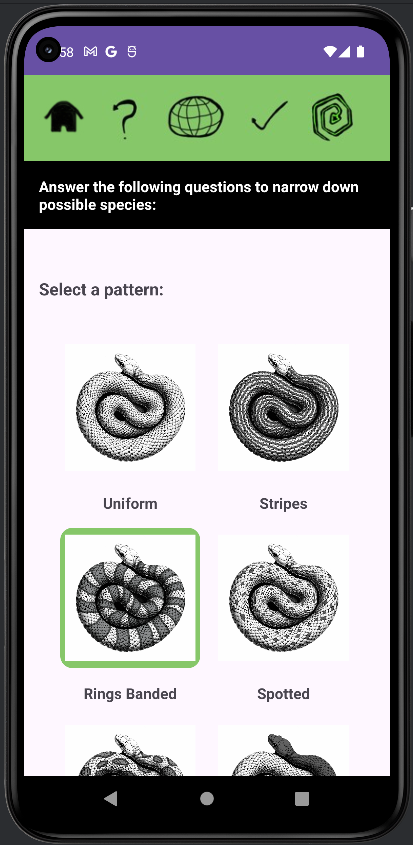 58
Answer the following questions to narrow down
possible species:
Select a pattern:
Uniform
Stripes
Rings Banded
Spotted